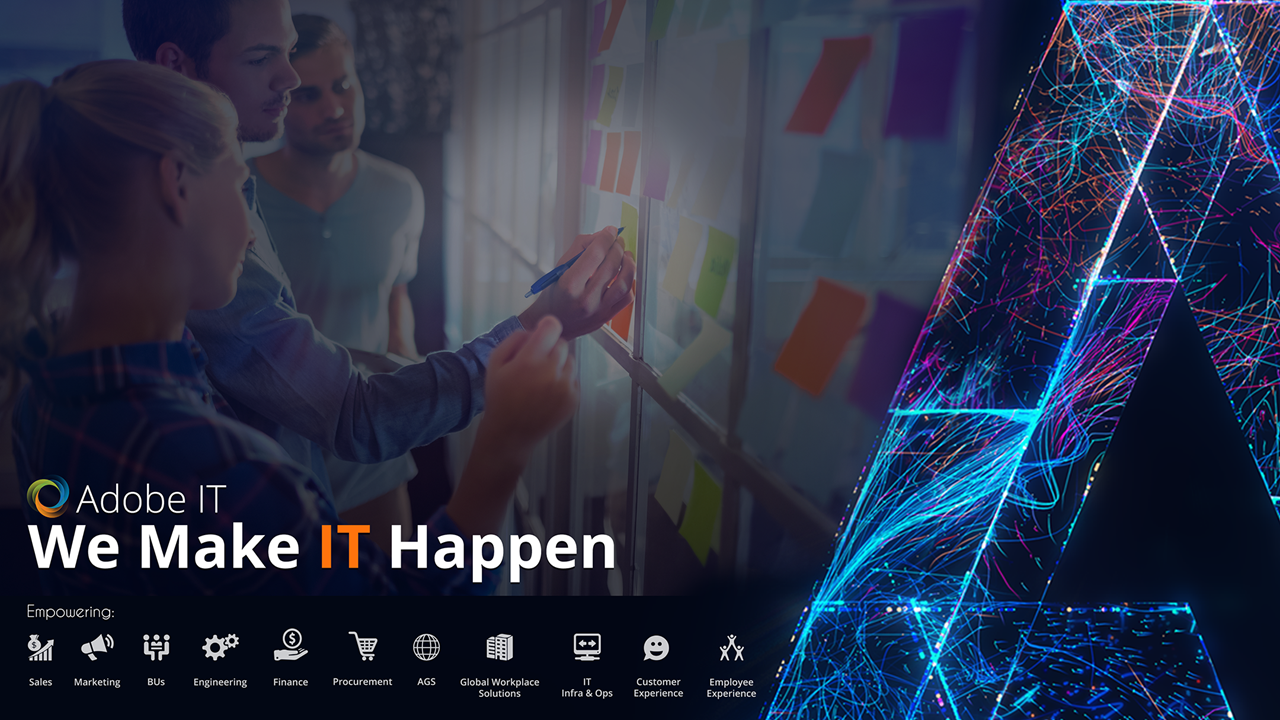 Adobe IT
We Make IT Happen
Empowering:
Sales
Marketing
BUs
Engineering
Finance
Procurement
AGS
Global Workplace
Solutions
IT
Infra & Ops
Customer
Experience
Employee
Experience